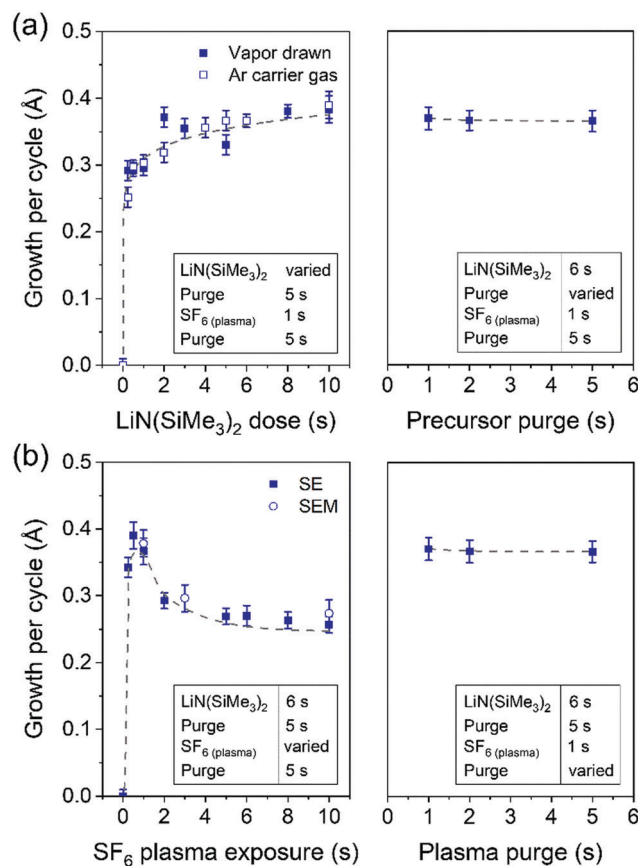 (a)
0.5
0.4
0.3
0.2
0.1
0.0
Growth per cycle (Å)
Vapor drawn
Ar carrier gas
LiN(SiMe3)2 varied
Purge 5 s
SF6 (plasma) 1 s
Purge 5 s
0 2 4 6 8 10
LiN(SiMe3)2 dose (s)
LiN(SiMe3)2 6 s
Purge varied
SF6 (plasma) 1 s
Purge 5 s
0 1 2 3 4 5 6
Precursor purge (s)
(b)
0.5
0.4
0.3
0.2
0.1
0.0
Growth per cycle (Å)
SE
SEM
LiN(SiMe3)2 6 s
Purge 5 s
SF6 (plasma) varied
Purge 5 s
0 2 4 6 8 10
SF6 plasma exposure (s)
LiN(SiMe3)2 6 s
Purge 5 s
SF6 (plasma) 1 s
Purge varied
0 1 2 3 4 5 6
Plasma purge (s)